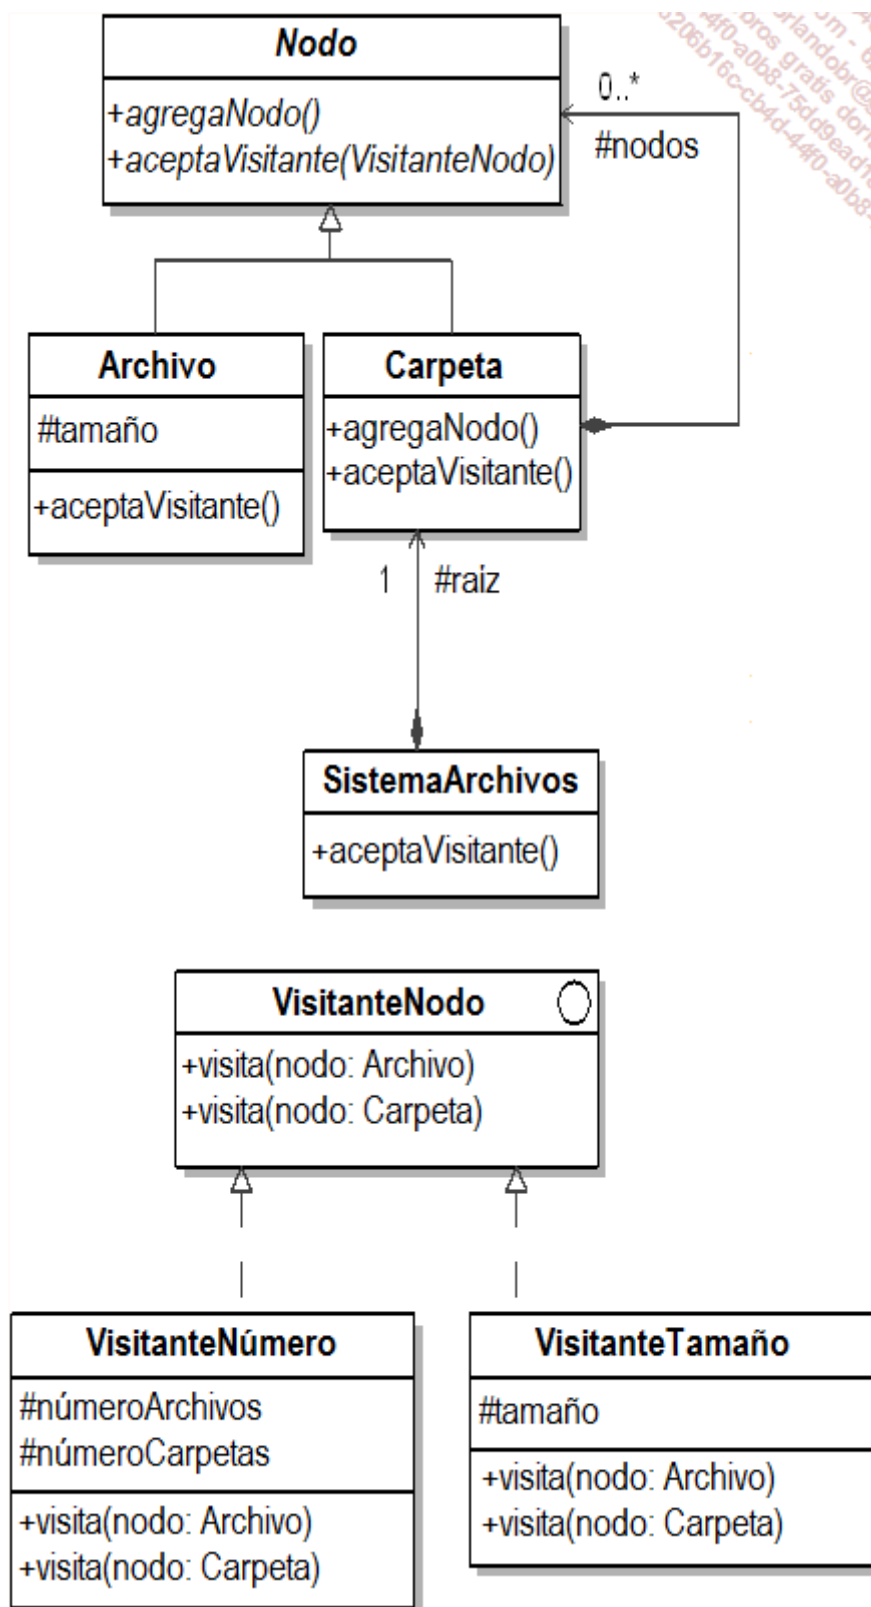 Nodo
+agregaNodo()
+aceptaVisitante(VisitanteNodo)
0..*
#nodos
Archivo
#tamaño
+aceptaVisitante()
Carpeta
+agregaNodo()
+aceptaVisitante()
1 #raiz
SistemaArchivos
+aceptaVisitante()
VisitanteNodo
+visita(nodo: Archivo)
+visita(nodo: Carpeta)
VisitanteNúmero
#númeroArchivos
#númeroCarpetas
+visita(nodo: Archivo)
+visita(nodo: Carpeta)
VisitanteTamaño
#tamaño
+visita(nodo: Archivo)
+visita(nodo: Carpeta)